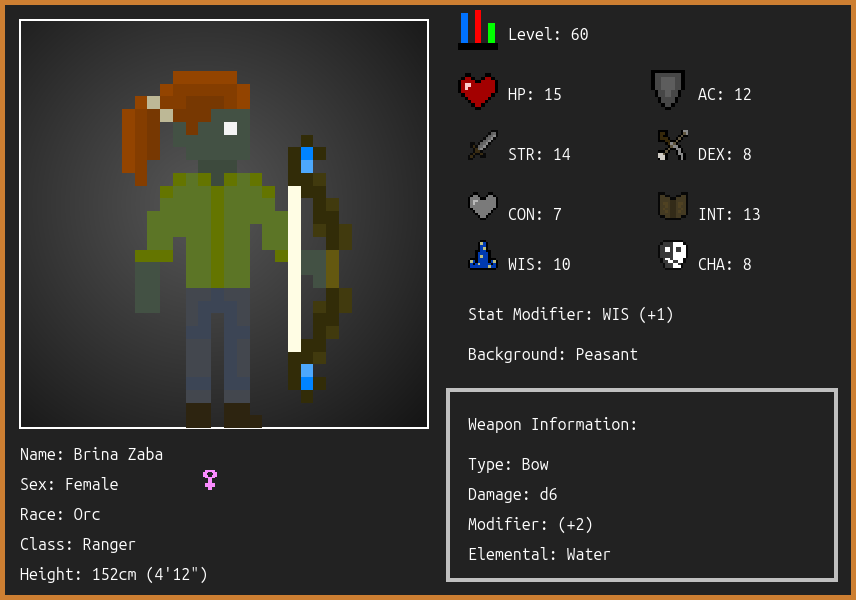 Level: 60
HP: 15
AC: 12
STR: 14
DEX: 8
CON: 7
INT: 13
WIS: 10
CHA: 8
Stat Modifier: WIS (+1)
Background: Peasant
Weapon Information:
Type: Bow
Damage: d6
Modifier: (+2)
Elemental: Water
Name: Brina Zaba
Sex: Female
Race: Orc
Class: Ranger
Height: 152cm (4'12")